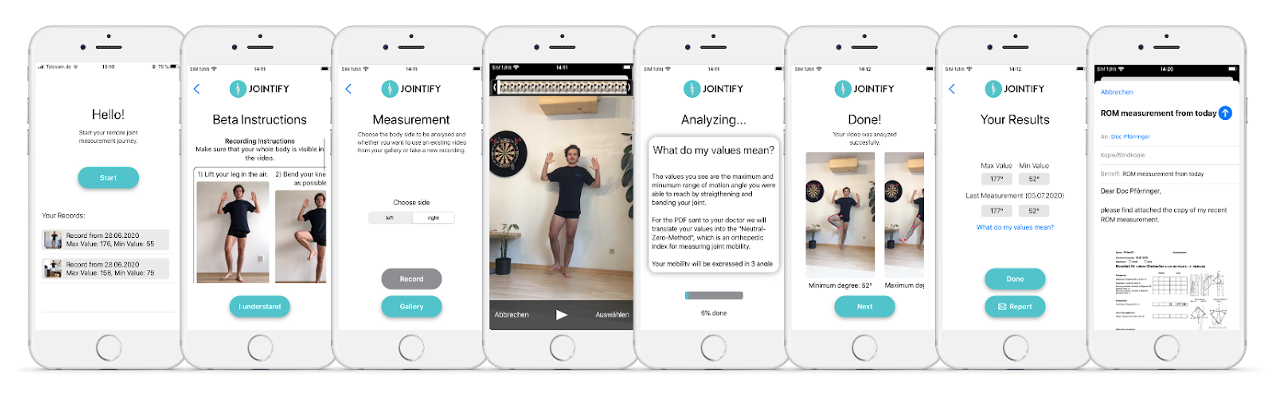 Telekom.de
13:10
79 %
Hello!
Start your remote joint
measurement journey.
Start
Your Records:
Record from 28.06.2020
Max Value: 176, Min Value: 55
Record from 28.06.2020
Max Value: 158, Min Value: 79
SIM fehlt
14:11
JOINTIFY
Beta Instructions
Recording Instructions
Make sure that your whole body is visible in
the video.
1) Lift your leg in the air.
2) Bend your kne
as possible
I understand
SIM fehlt
14:11
JOINTIFY
Measurement
Choose the body side to be analysed and
whether you want to use an existing video
from your gallery or take a new recording.
Choose side
left
right
Record
Gallery
SIM fehlt
14:11
Abbrechen
Auswählen
SIM fehlt
14:11
JOINTIFY
Analyzing...
What do my values mean?
The values you see are the maximum and
minumum range of motion angle you were
able to reach by straigthening and
bending your joint.
For the PDF sant to your doctor we will
translate your values into the "Neutral-
Zero-Method", which is an orthopedic
index for measuring joint mobility.
Your mobility will be expressed in 3 angle
6% done
SIM fehlt
14:12
JOINTIFY
Done!
Your video was analyzed
succesfully.
Minimum degree: 52°
Maximum deg
Next
SIM fehlt
14:12
JOINTIFY
Your Results
Max Value
Min Value
177°
52°
Last Measurement (05.07.2020)
177°
52°
What do my values mean?
Done
Report
SIM fehlt
14:20
Abbrechen
ROM measurement from today
An: Doc Pförringer
Kopie/Blindkopie:
Betreff: ROM measurement from today
Dear Doc Pförringer,
please find attached the copy of my recent
ROM measurement.